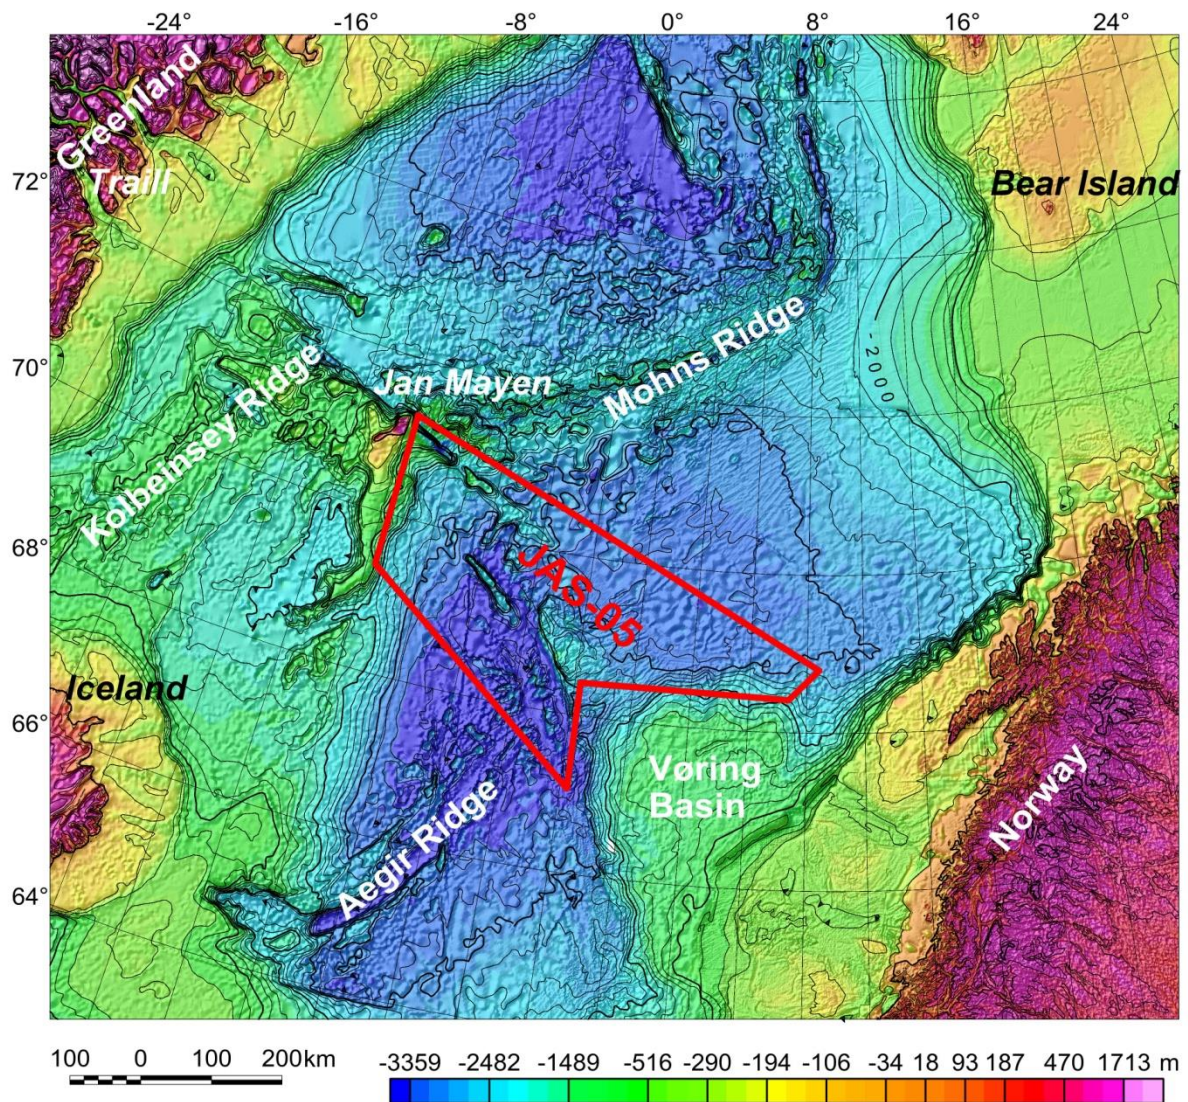 -24° -16° -8° 0° 8° 16° 24°
Greenland
Traill
72°
Bear Island
70°
Jan Mayen
Mohns Ridge
Kolbeinsey Ridge
-2000
68°
JAS-05
Iceland
66°
Vøring
Basin
Norway
Aegir Ridge
64°
100 0 100 200km
-3359 -2482 -1489 -516 -290 -194 -106 -34 18 93 187 470 1713 m